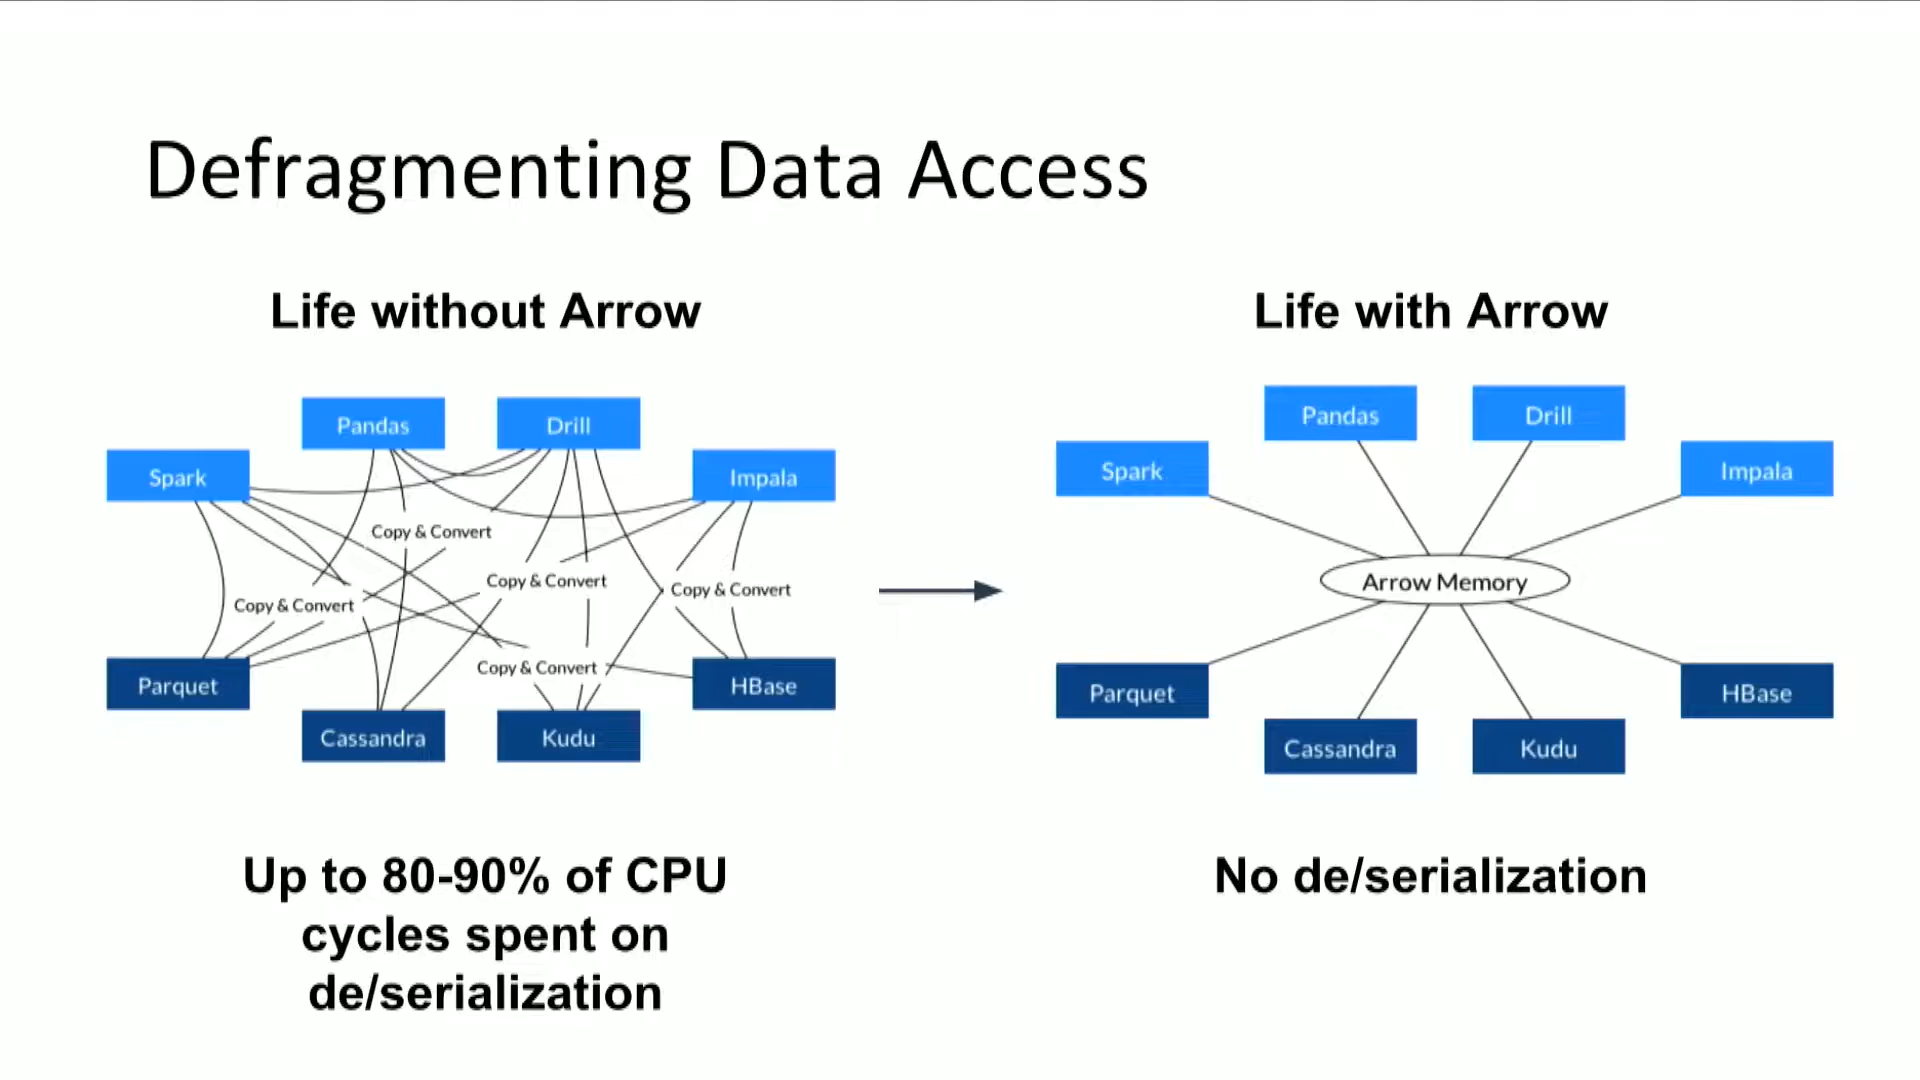 Defragmenting Data Access
Life without Arrow
Pandas
Drill
Spark
Impala
Copy & Convert
Copy & Convert
Copy & Convert
Copy & Convert
Copy & Convert
Parquet
HBase
Cassandra
Kudu
Up to 80-90% of CPU
cycles spent on
de/serialization
Life with Arrow
Pandas
Drill
Spark
Impala
Arrow Memory
Parquet
HBase
Cassandra
Kudu
No de/serialization